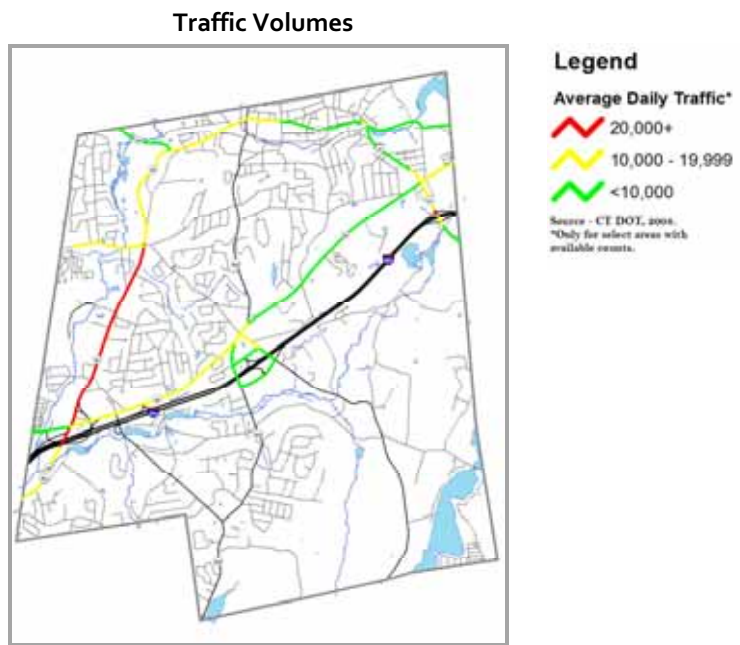 Traffic Volumes
Legend
Average Daily Traffic*
20,000+
10,000 - 19,999
<10,000
Source - CT DOT,
*Only for select areas with
available counts.